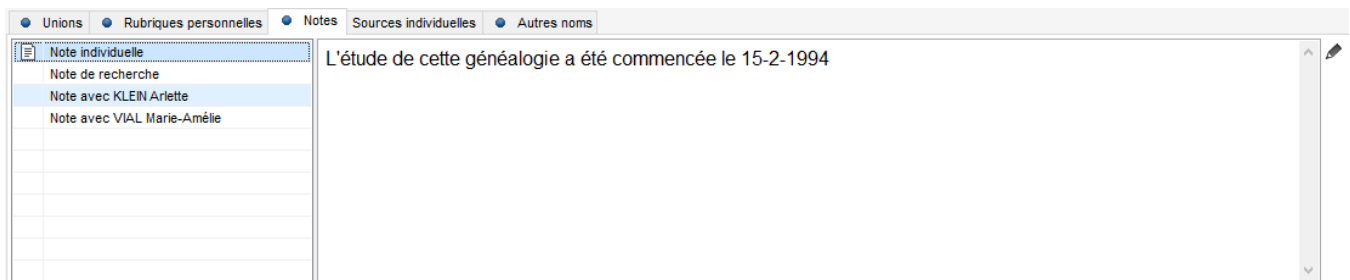 Unions Rubriques personnelles Notes Sources individuelles Autres noms
Note individuelle
Note de recherche
Note avec KLEIN Arlette
Note avec VIAL Marie-Amélie
L'étude de cette généalogie a été commencée le 15-2-1994